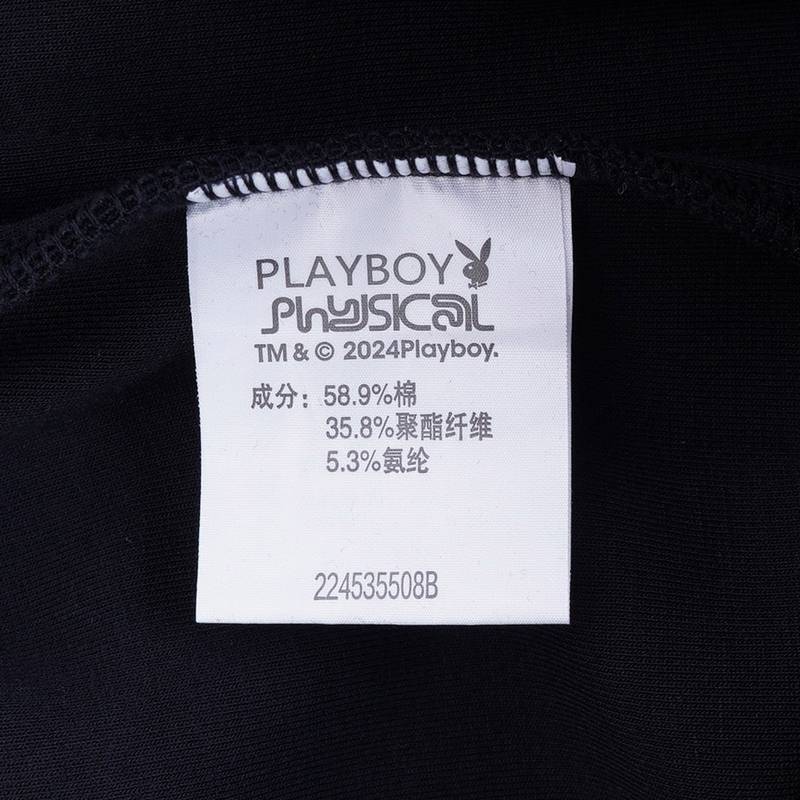 PLAYBOY
PhYSICAL
TM & © 2024Playboy.
成分：58.9%棉
35.8%聚酯纤维
5.3%氨纶
224535508B